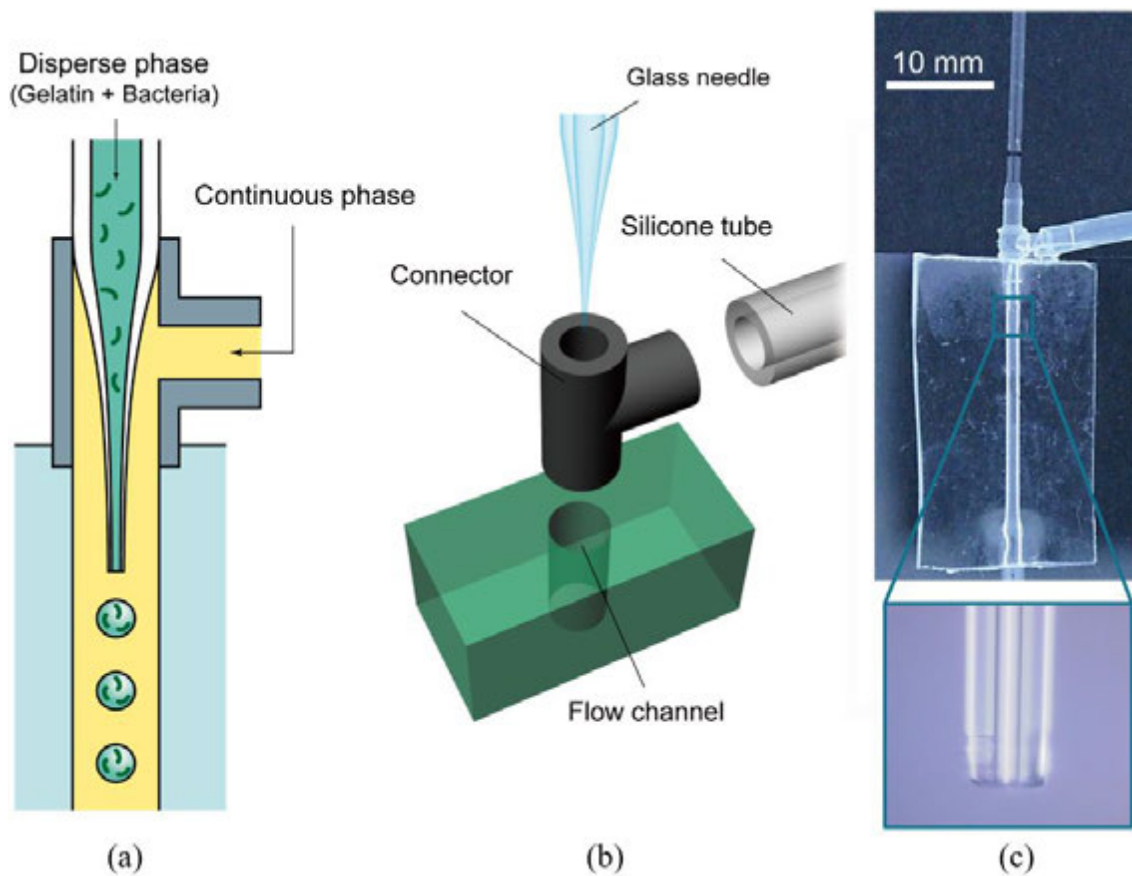 Disperse phase
(Gelatin + Bacteria)
Continuous phase
(a)
Glass needle
Silicone tube
Connector
Flow channel
(b)
10 mm
(c)